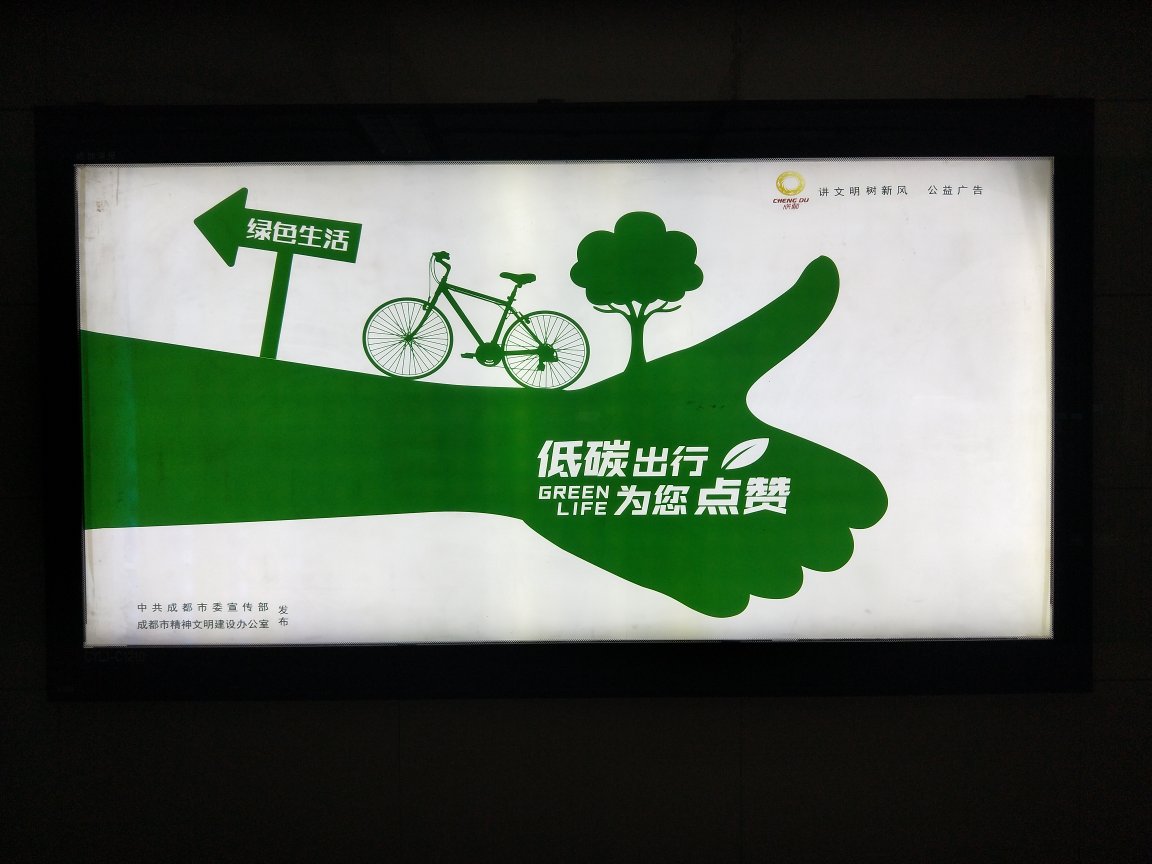 CHENG DU
成都
讲文明树新风 公益广告
绿色生活
低碳出行
GREEN LIFE
为您点赞
中共成都市委宣传部
成都市精神文明建设办公室
发布